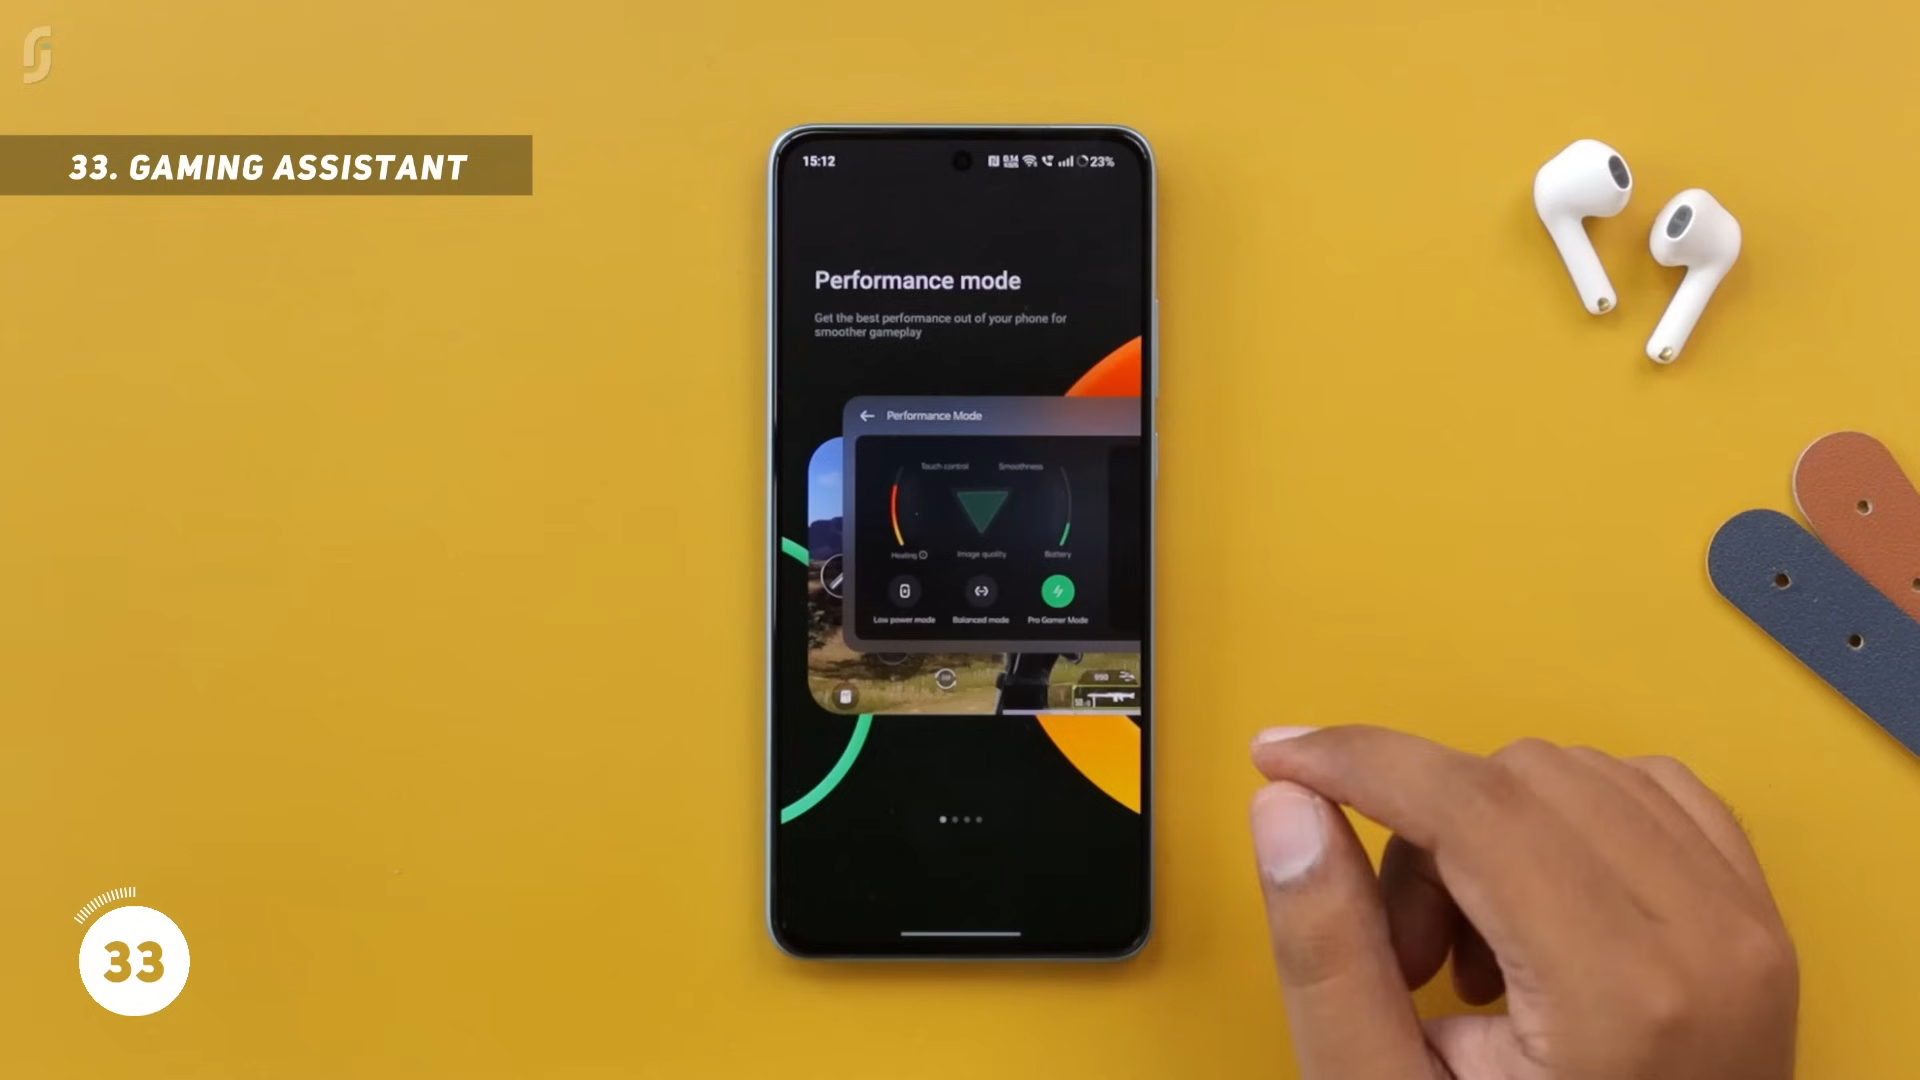 33. GAMING ASSISTANT
15:12
23%
Performance mode
Get the best performance out of your phone for
smoother gameplay
Performance Mode
Touch control
Smoothness
Heating
Image quality
Battery
Low power mode
Balanced mode
Pro Gamer Mode
33